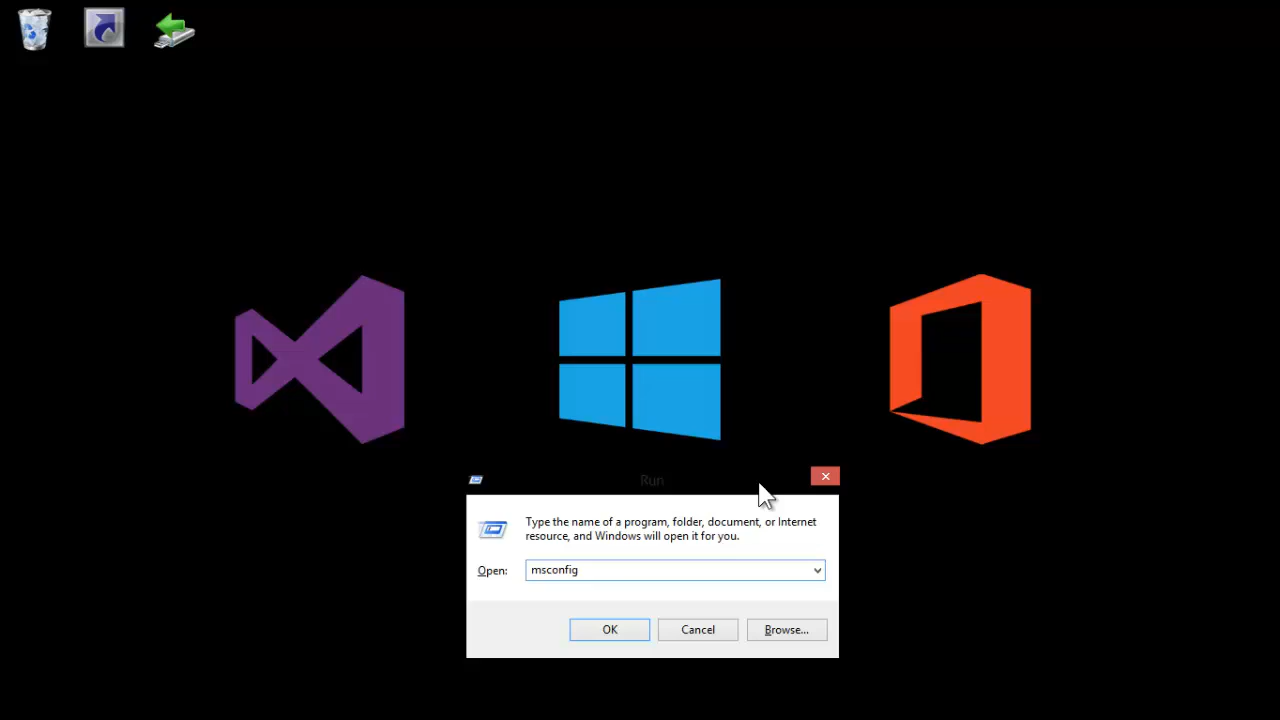 Run
Type the name of a program, folder, document, or Internet
resource, and Windows will open it for you.
Open: msconfig
OK Cancel Browse...